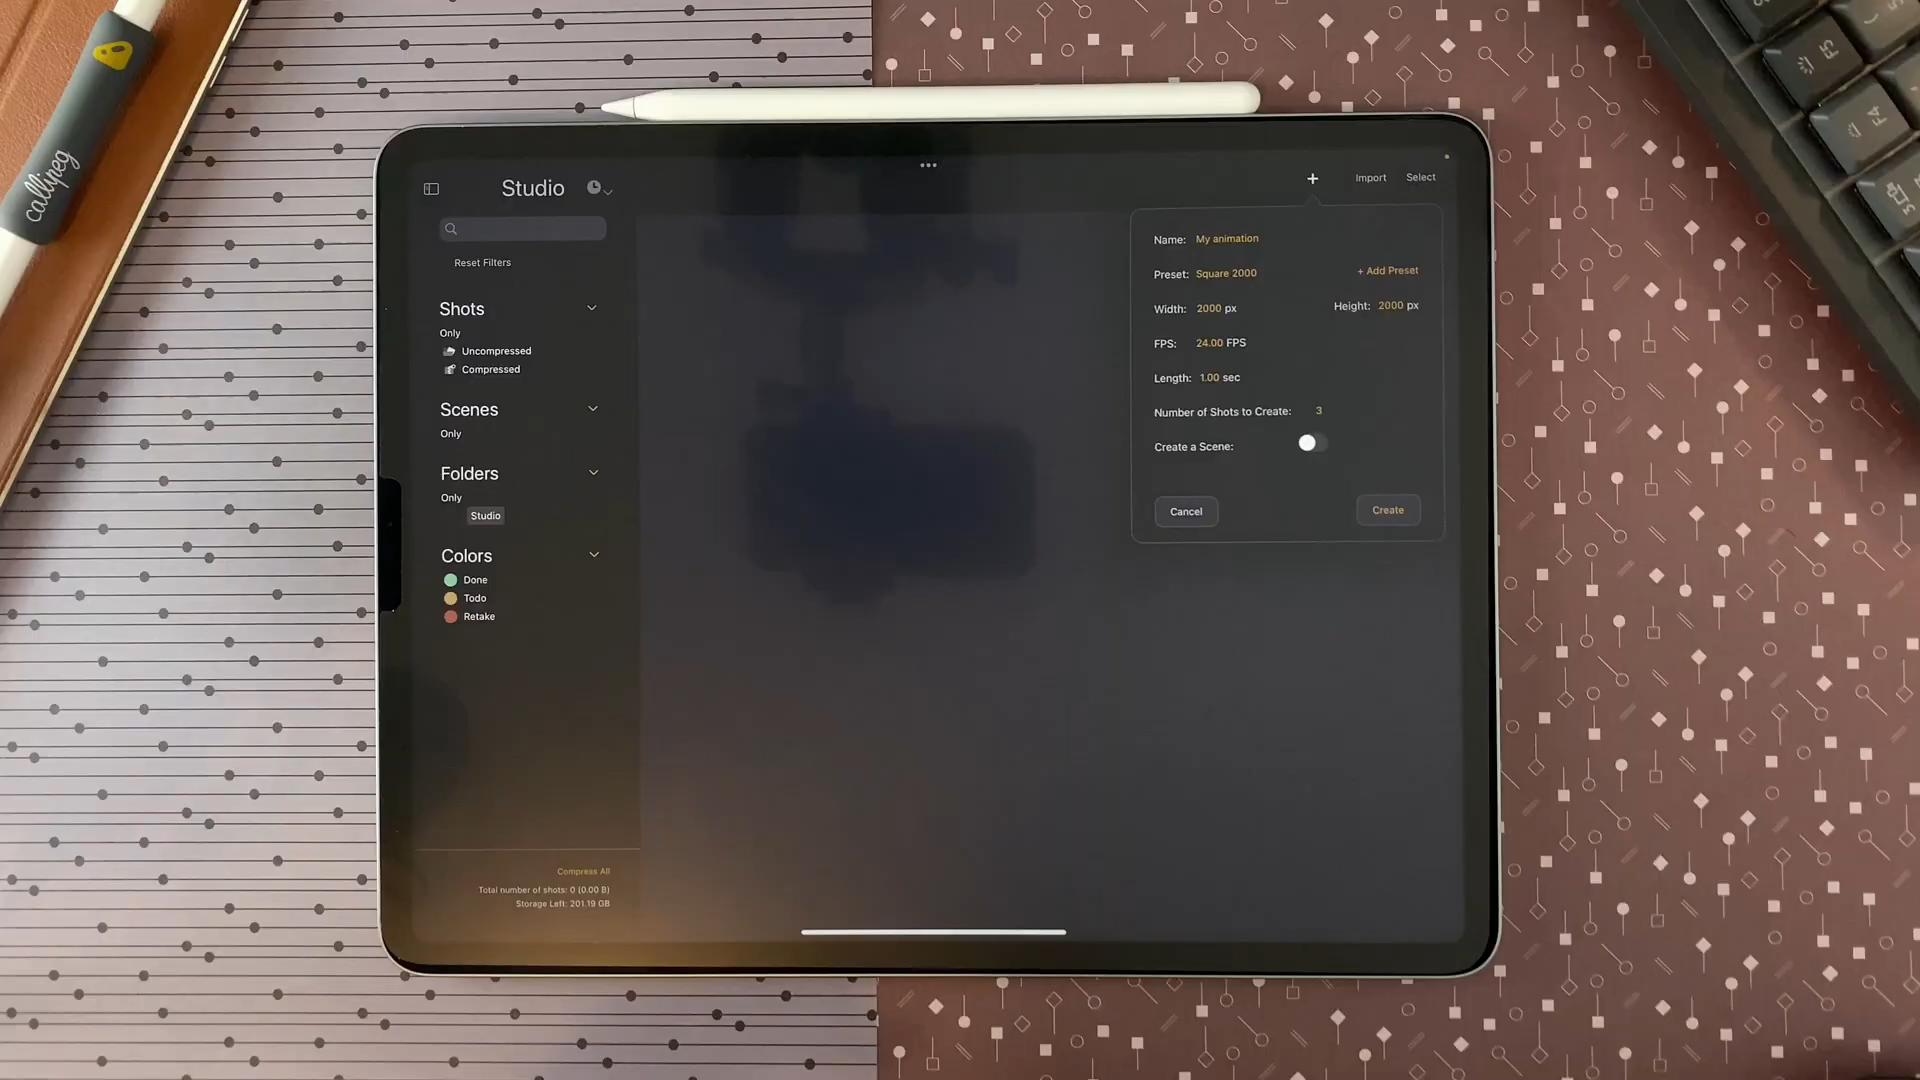 callipeg
Studio
Import
Select
Reset Filters
Shots
Only
Uncompressed
Compressed
Scenes
Only
Folders
Only
Studio
Colors
Done
Todo
Retake
Compress All
Total number of shots: 0 (0.00 B)
Storage Left: 201.19 GB
Name: My animation
Preset: Square 2000 + Add Preset
Width: 2000 px Height: 2000 px
FPS: 24.00 FPS
Length: 1.00 sec
Number of Shots to Create: 3
Create a Scene:
Cancel
Create
F5
F4